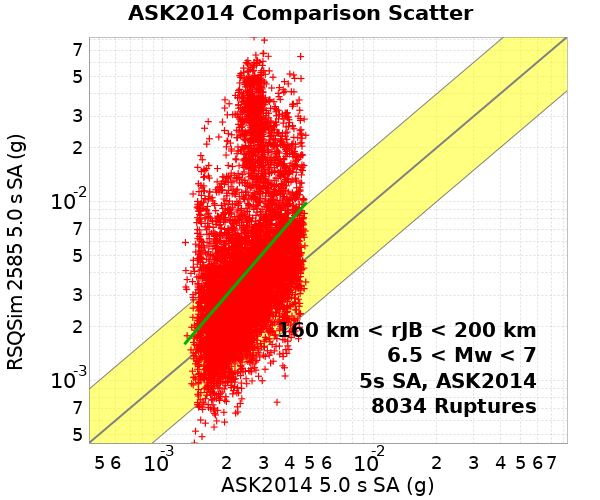 ASK2014 Comparison Scatter
RSQSim 2585 5.0 s SA (g)
7
5
3
2
10-2
7
5
3
2
10-3
7
5
160 km < rJB < 200 km
6.5 < Mw < 7
5s SA, ASK2014
8034 Ruptures
5 6 10-3 2 3 4 5 6 10-2 2 3 4 5 6 7
ASK2014 5.0 s SA (g)